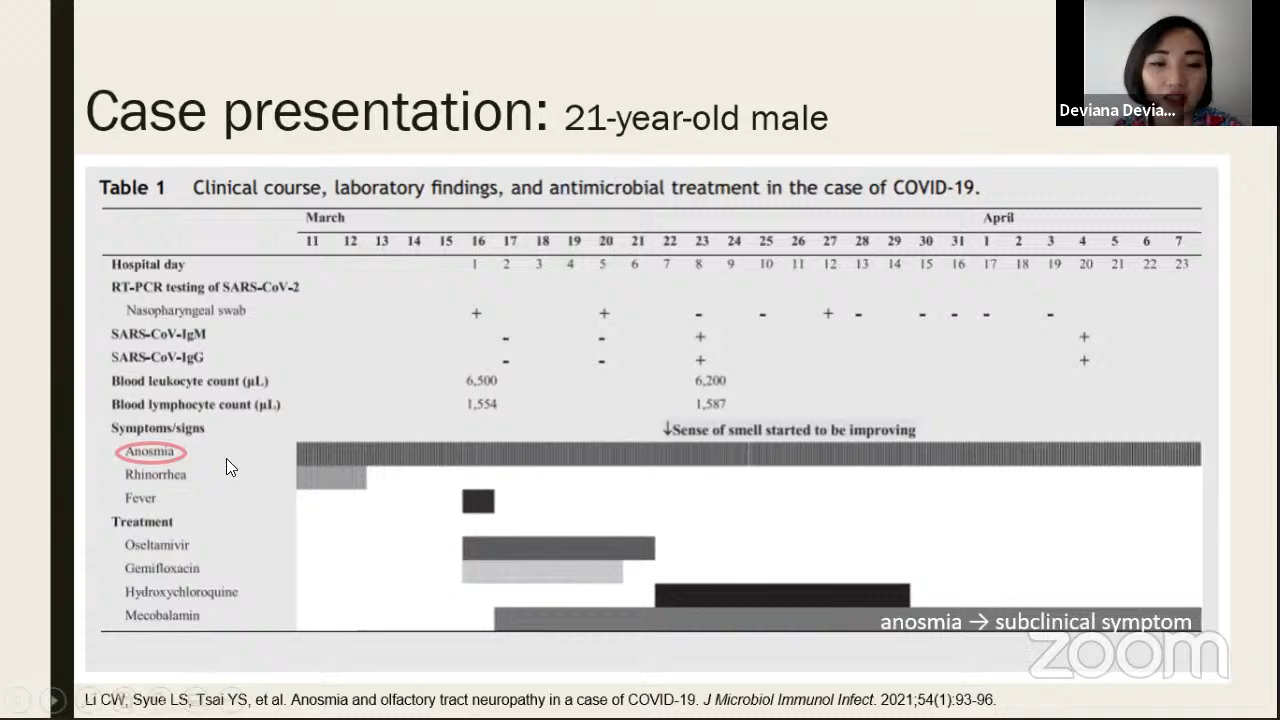 Deviana Devia...
Case presentation: 21-year-old male
Table 1 Clinical course, laboratory findings, and antimicrobial treatment in the case of COVID-19.
March April
11 12 13 14 15 16 17 18 19 20 21 22 23 24 25 26 27 28 29 30 31 1 2 3 4 5 6 7
Hospital day 1 2 3 4 5 6 7 8 9 10 11 12 13 14 15 16 17 18 19 20 21 22 23
RT-PCR testing of SARS-CoV-2
Nasopharyngeal swab + + - - + - - - - -
SARS-CoV-IgM - - + +
SARS-CoV-IgG - - + +
Blood leukocyte count (μL) 6,500 6,200
Blood lymphocyte count (μL) 1,554 1,587
Symptoms/signs ↓Sense of smell started to be improving
Anosmia
Rhinorrhea
Fever
Treatment
Oseltamivir
Gemifloxacin
Hydroxychloroquine
Mecobalamin
anosmia → subclinical symptom
zoom
Li CW, Syue LS, Tsai YS, et al. Anosmia and olfactory tract neuropathy in a case of COVID-19. J Microbiol Immunol Infect. 2021;54(1):93-96.